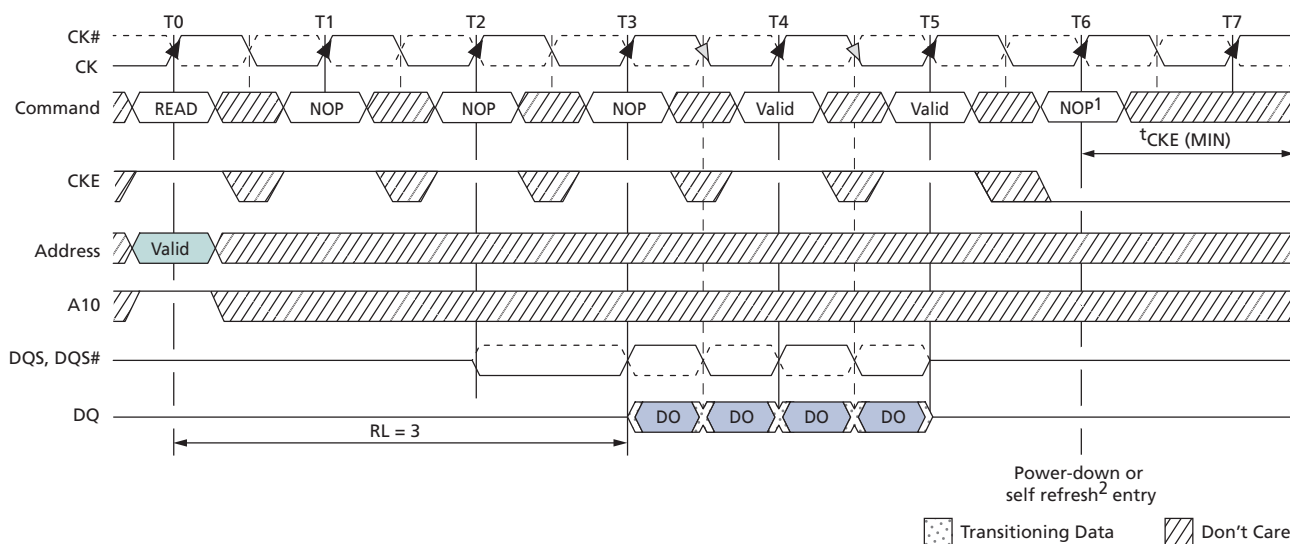 T0 T1 T2 T3 T4 T5 T6 T7
CK#
CK
Command READ NOP NOP NOP Valid Valid NOP1
tCKE (MIN)
CKE
Address Valid
A10
DQS, DQS#
DQ DO DO DO DO
RL = 3
Power-down or
self refresh2 entry
Transitioning Data Don't Care